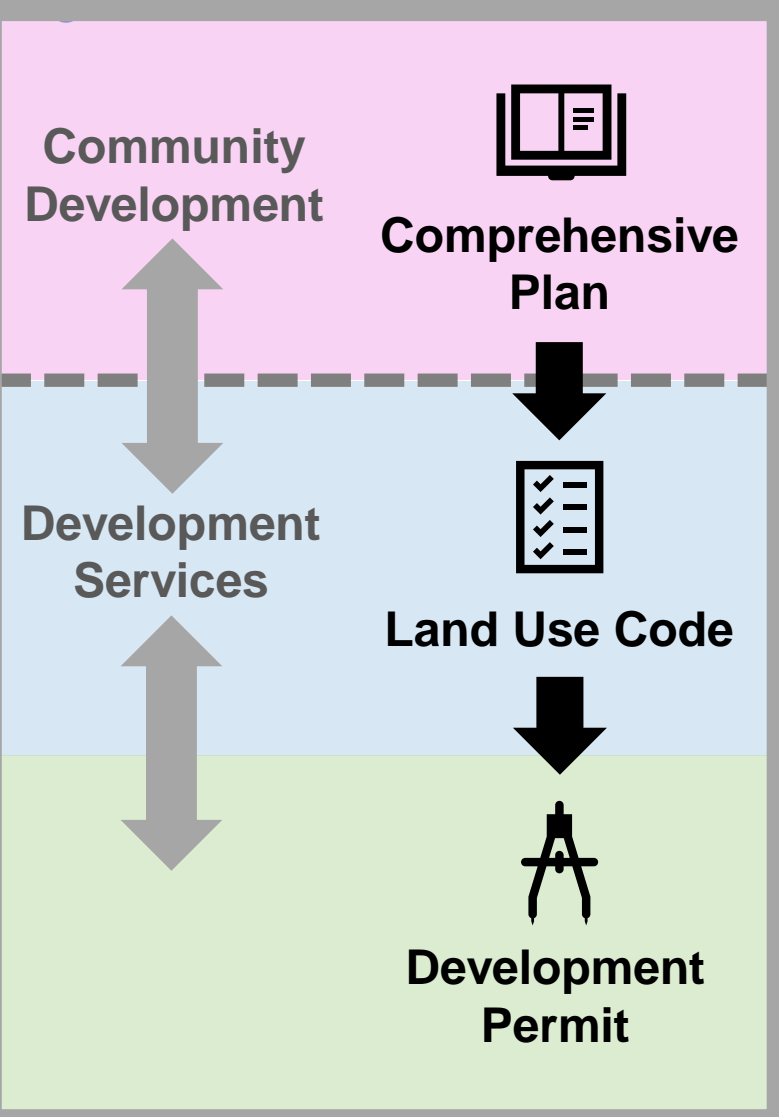 Community
Development
Comprehensive
Plan
Development
Services
Land Use Code
Development
Permit